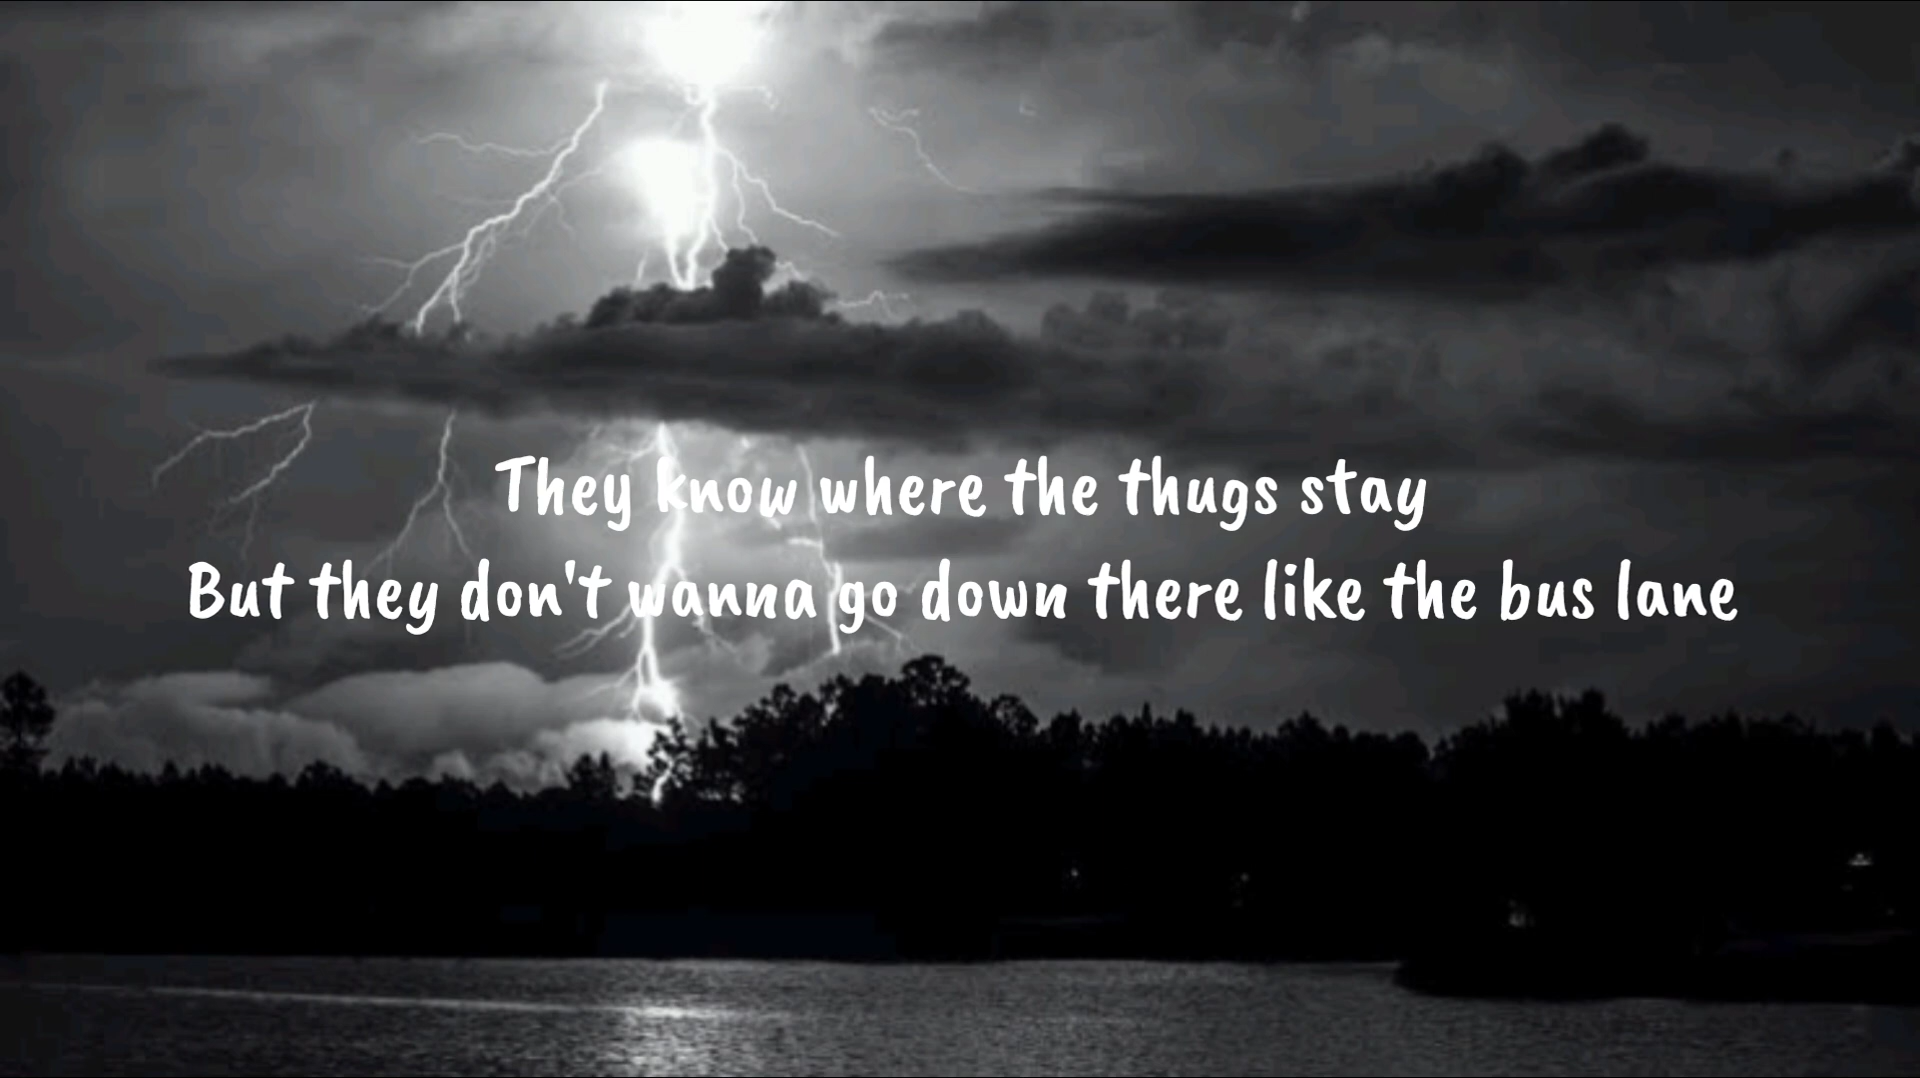 They know where the thugs stay
But they don't wanna go down there like the bus lane